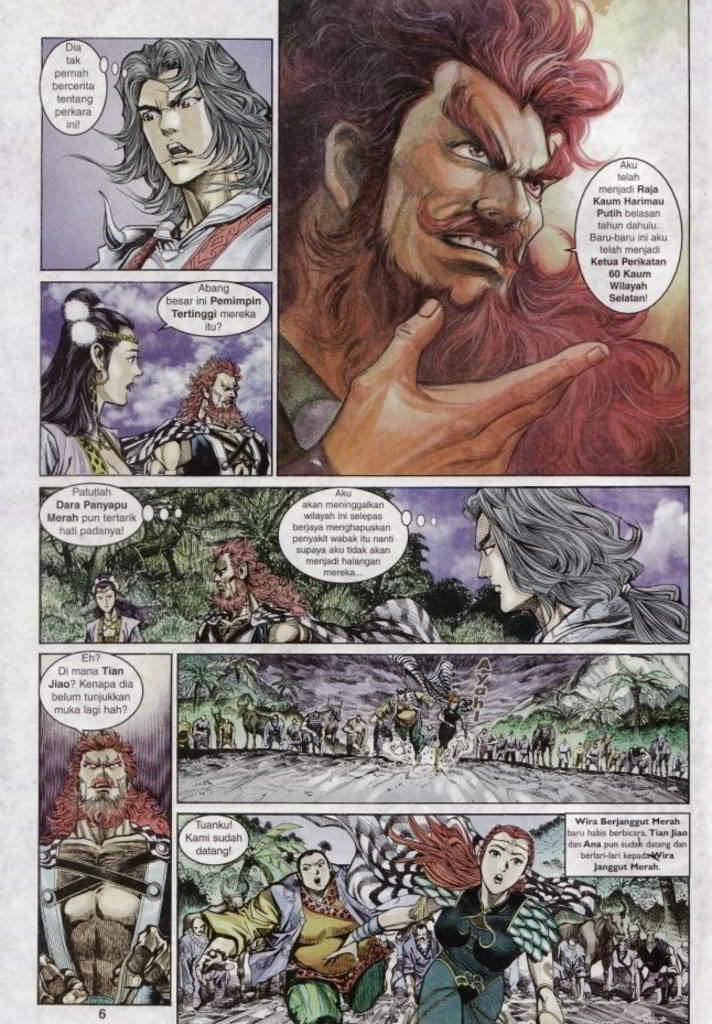 Dia
tak
pernah
bercerita
tentang
perkara
ini!
Aku
telah
menjadi Raja
Kaum Harimau
Putih belasan
tahun dahulu.
Baru-baru ini aku
telah menjadi
Ketua Perikatan
60 Kaum
Wilayah
Selatan!
Abang
besar ini Pemimpin
Tertinggi mereka
itu?
Patutlah
Dara Panyapu
Merah pun tertarik
hati padanya!
Aku
akan meninggalkan
wilayah ini selepas
berjaya menghapuskan
penyakit wabak itu nanti
supaya aku tidak akan
menjadi halangan
mereka...
Eh?
Di mana Tian
Jiao? Kenapa dia
belum tunjukkan
muka lagi hah?
Ayah!
Tuanku!
Kami sudah
datang!
Wira Berjanggut Merah
baru habis berbicara, Tian Jiao
dan Ana pun sudah datang dan
berlari-lari kepada Wira
Janggut Merah.
6